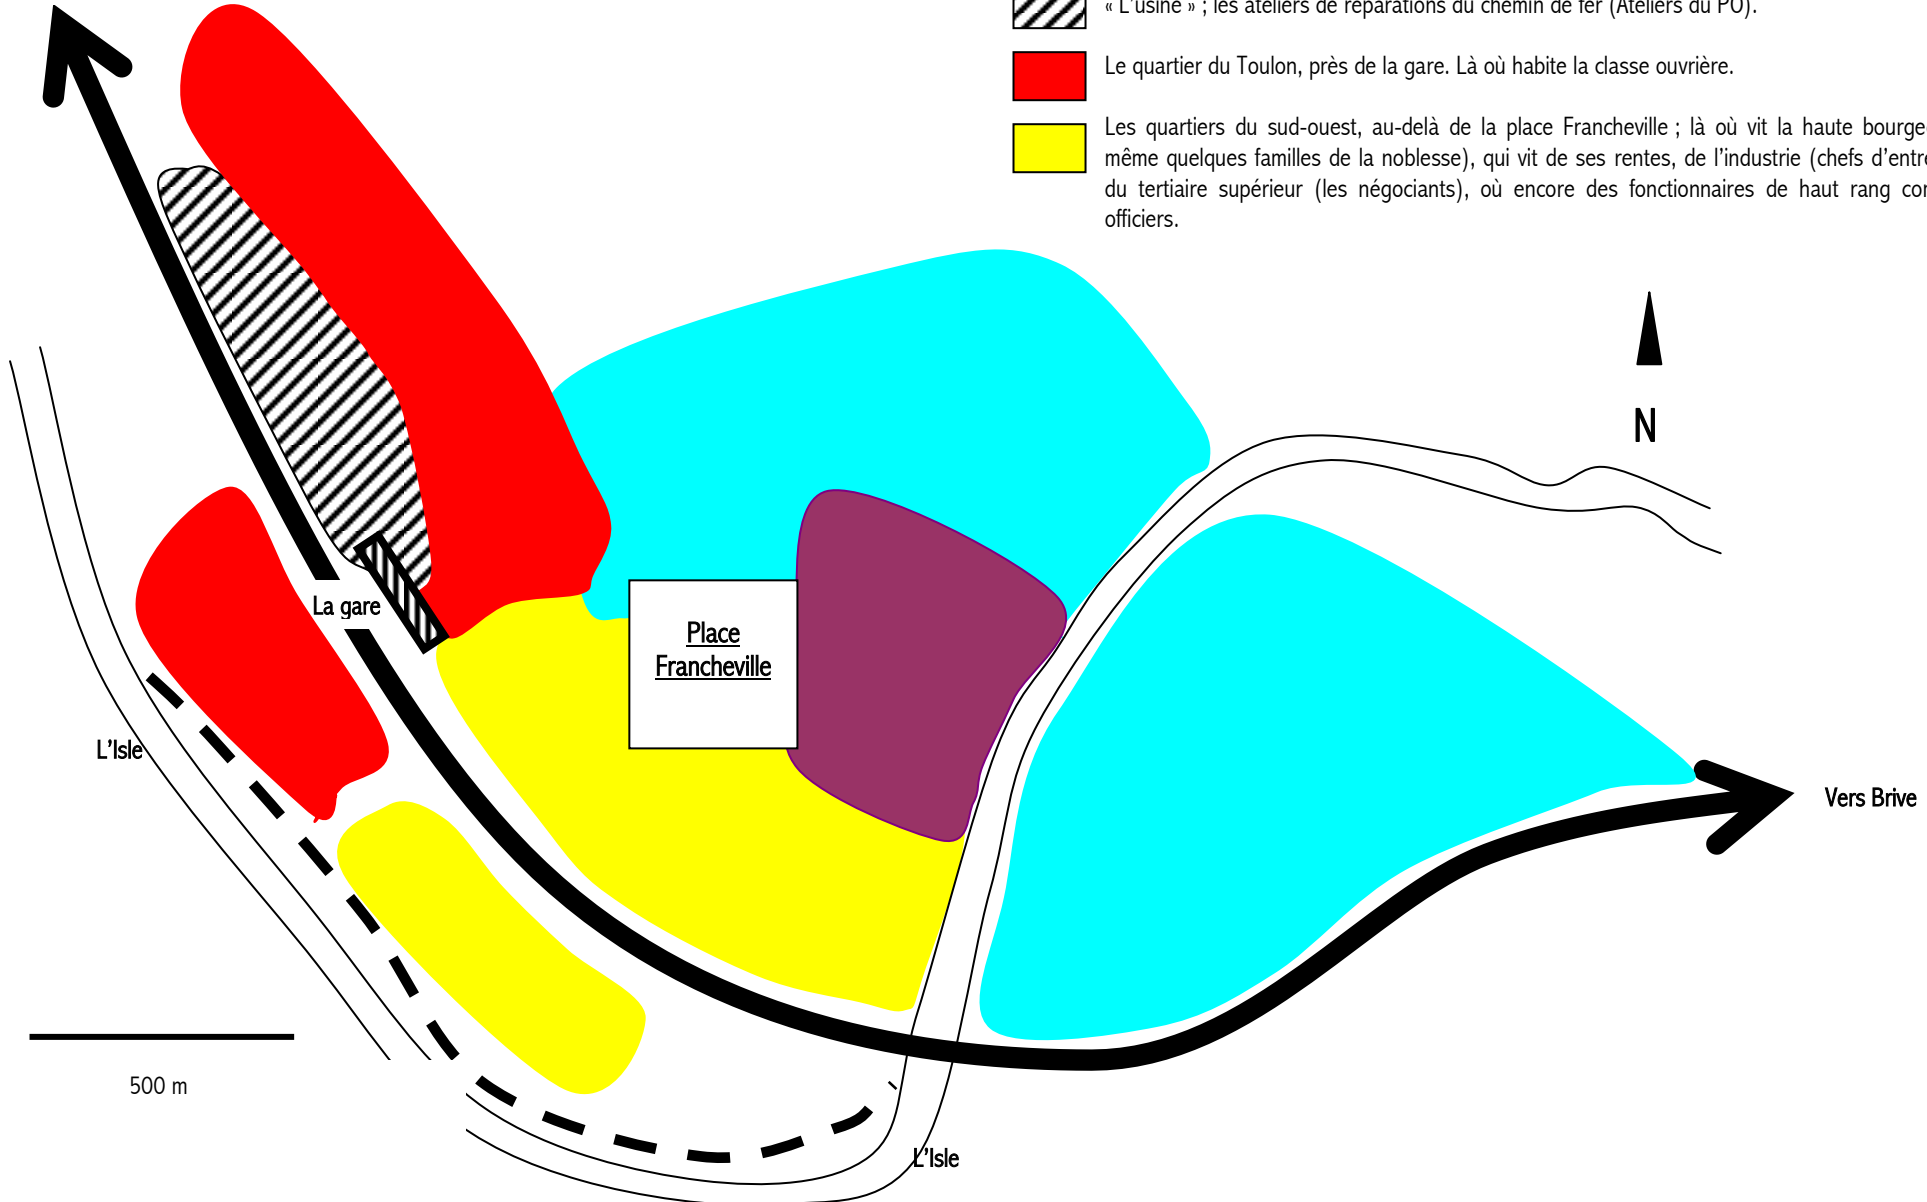 « L’usine » ; les ateliers de réparations du chemin de fer (Ateliers du PO).
Le quartier du Toulon, près de la gare. Là où habite la classe ouvrière.
Les quartiers du sud-ouest, au-delà de la place Francheville ; là où vit la haute bourge
même quelques familles de la noblesse), qui vit de ses rentes, de l’industrie (chefs d’entre
du tertiaire supérieur (les négociants), où encore des fonctionnaires de haut rang con
officiers.
N
La gare
Place
Francheville
L’Isle
Vers Brive
500 m
L’Isle